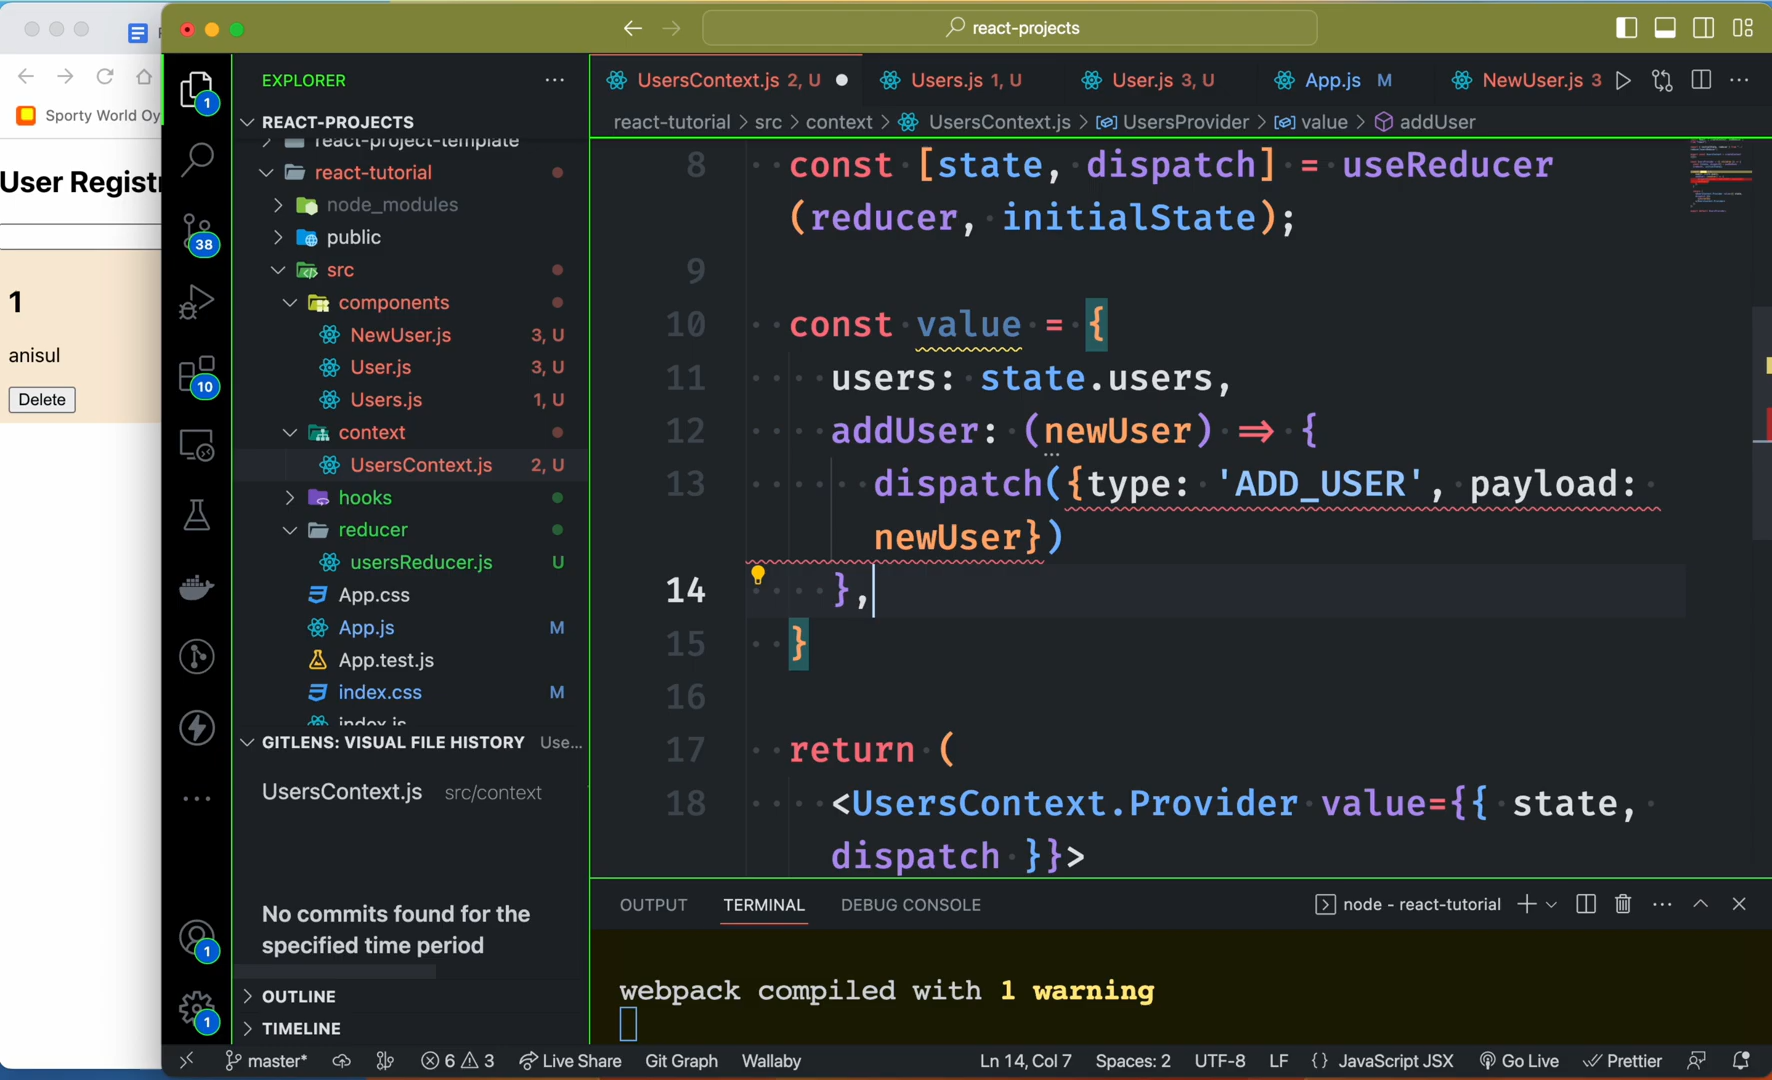 react-projects
Sporty World Oy
User Registr
1
anisul
Delete
1
38
10
1
1
EXPLORER
REACT-PROJECTS
react-project-template
react-tutorial
node_modules
public
src
components
NewUser.js 3, U
User.js 3, U
Users.js 1, U
context
UsersContext.js 2, U
hooks
reducer
usersReducer.js U
App.css
App.js M
App.test.js
index.css M
index.js
GITLENS: VISUAL FILE HISTORY Use...
UsersContext.js src/context
No commits found for the
specified time period
OUTLINE
TIMELINE
UsersContext.js 2, U Users.js 1, U User.js 3, U App.js M NewUser.js 3
react-tutorial > src > context > UsersContext.js > UsersProvider > value > addUser
8 const [state, dispatch] = useReducer
(reducer, initialState);
9
10 const value = {
11 users: state.users,
12 addUser: (newUser) => {
13 dispatch({type: 'ADD_USER', payload:
newUser})
14 },
15 }
16
17 return (
18 <UsersContext.Provider value={{ state,
dispatch }}>
OUTPUT TERMINAL DEBUG CONSOLE node - react-tutorial
webpack compiled with 1 warning
master* 6 3 Live Share Git Graph Wallaby Ln 14, Col 7 Spaces: 2 UTF-8 LF {} JavaScript JSX Go Live Prettier